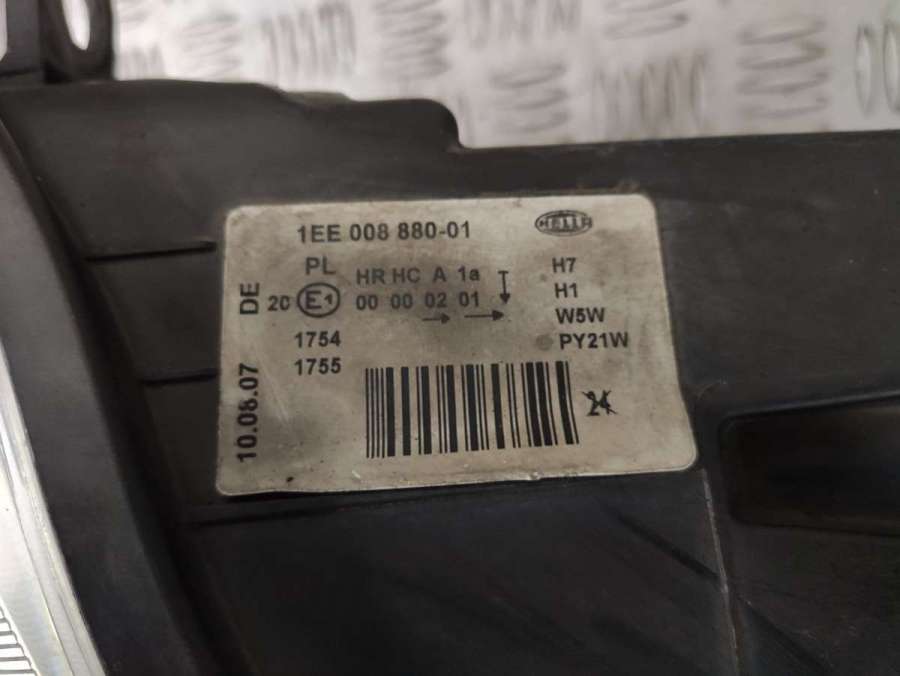 1EE 008 880-01
HELLA
PL
HR HC A 1a
H7
20 E1
00 00 02 01
H1
W5W
1754
PY21W
1755
24
10.08.07 DE